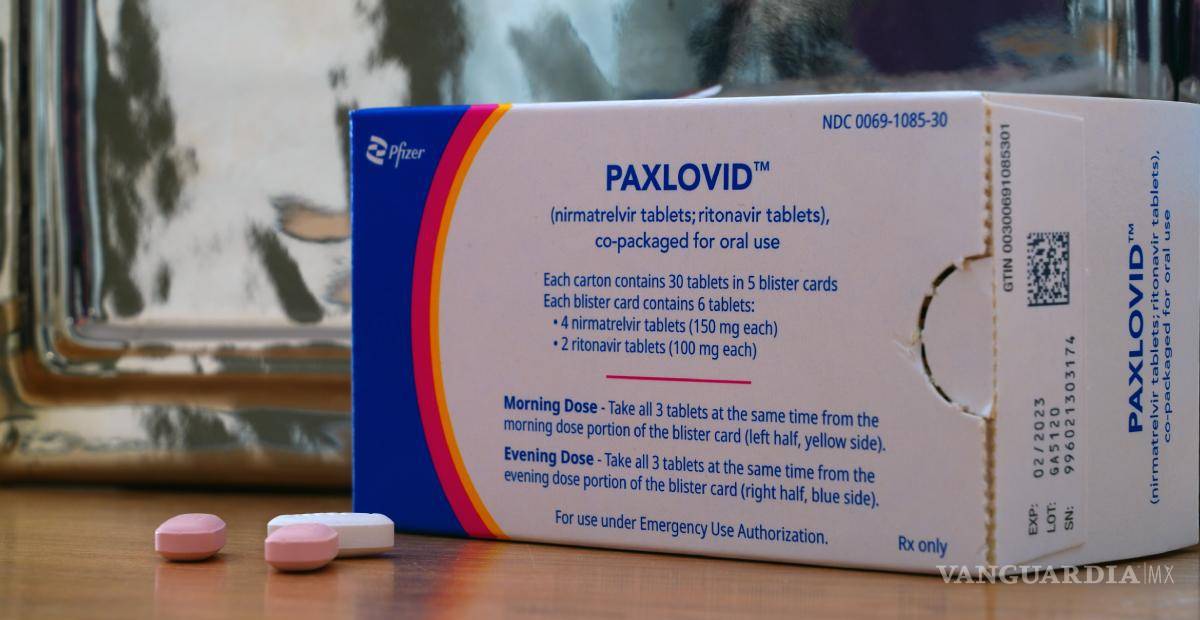 Pfizer
NDC 0069-1085-30
PAXLOVID™
(nirmatrelvir tablets; ritonavir tablets),
co-packaged for oral use
Each carton contains 30 tablets in 5 blister cards
Each blister card contains 6 tablets:
• 4 nirmatrelvir tablets (150 mg each)
• 2 ritonavir tablets (100 mg each)
Morning Dose - Take all 3 tablets at the same time from the
morning dose portion of the blister card (left half, yellow side).
Evening Dose - Take all 3 tablets at the same time from the
evening dose portion of the blister card (right half, blue side).
For use under Emergency Use Authorization.
Rx only
GTIN 00300691085301
EXP: 02/2023
LOT: GA5120
SN: 996021303174
PAXLOVID™
(nirmatrelvir tablets; ritonavir tablets),
co-packaged for oral use
VANGUARDIA|MX